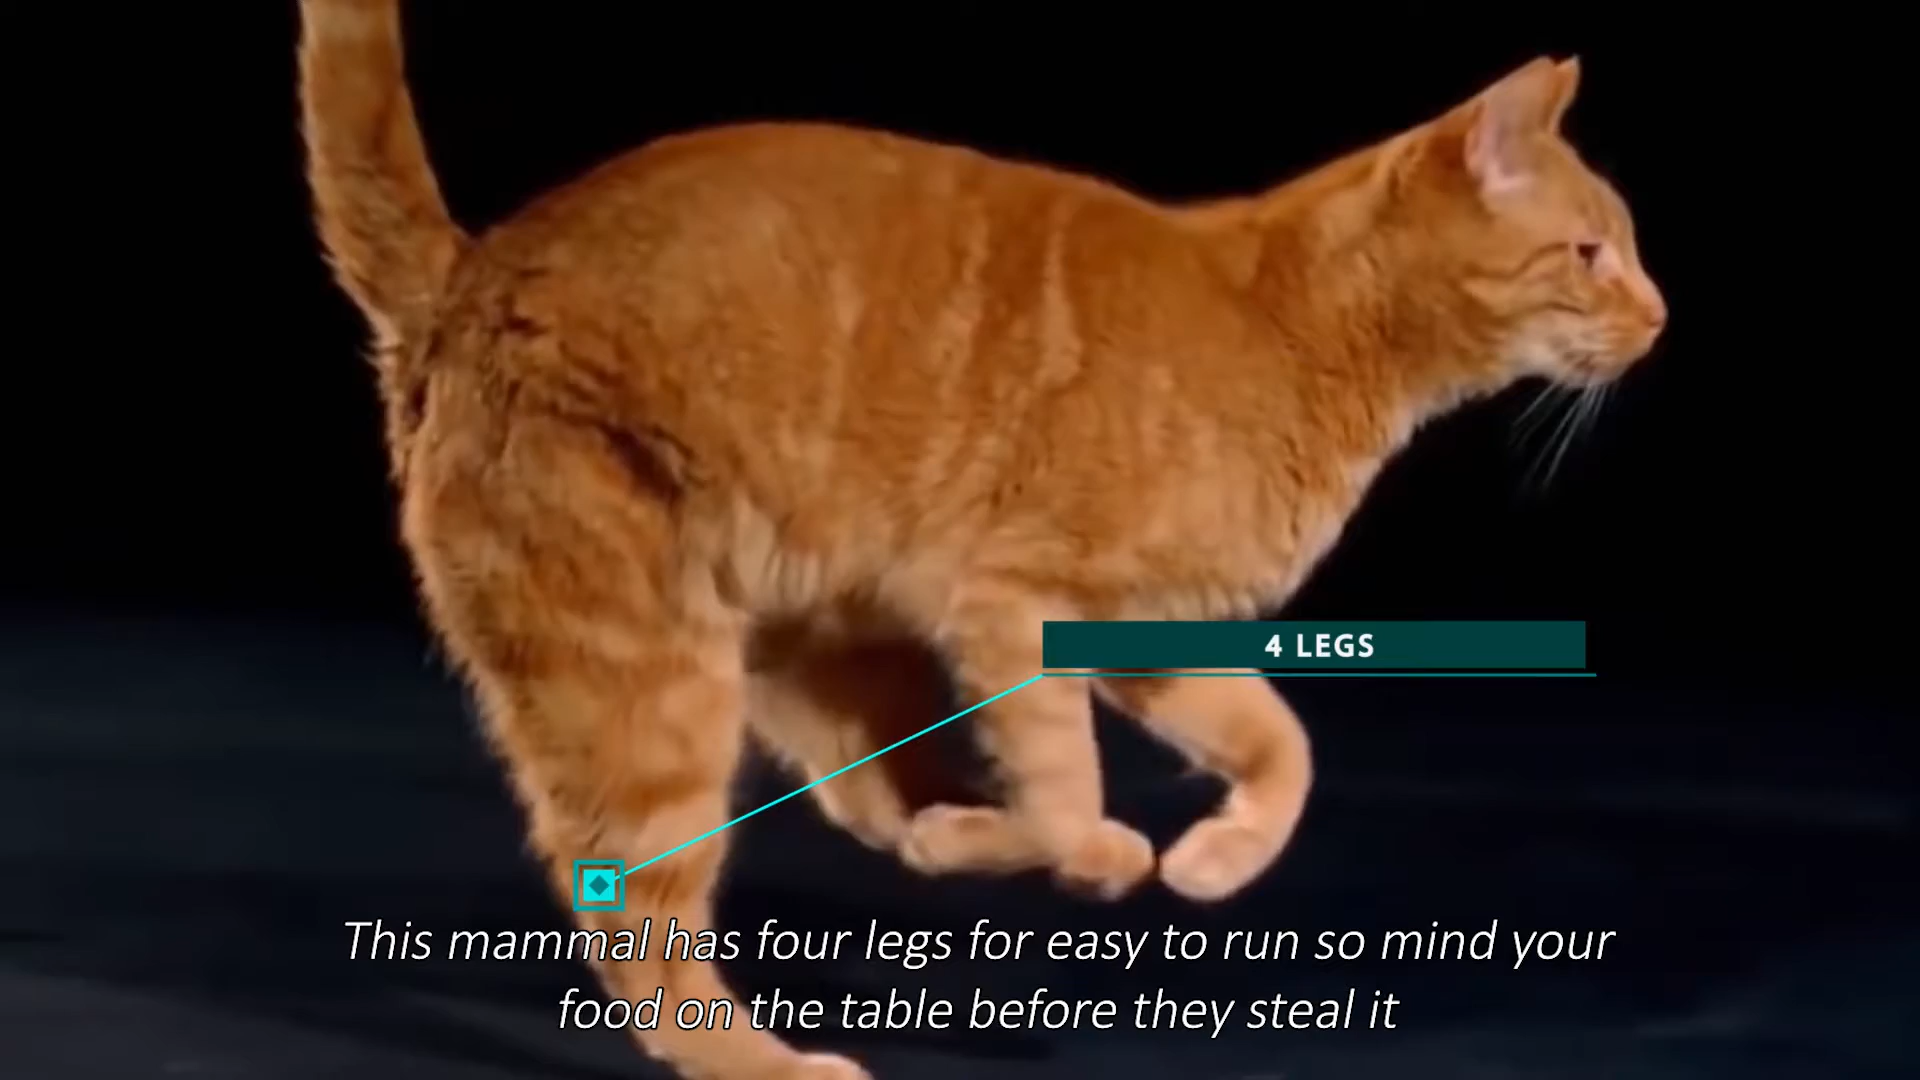 4 LEGS
This mammal has four legs for easy to run so mind your
food on the table before they steal it